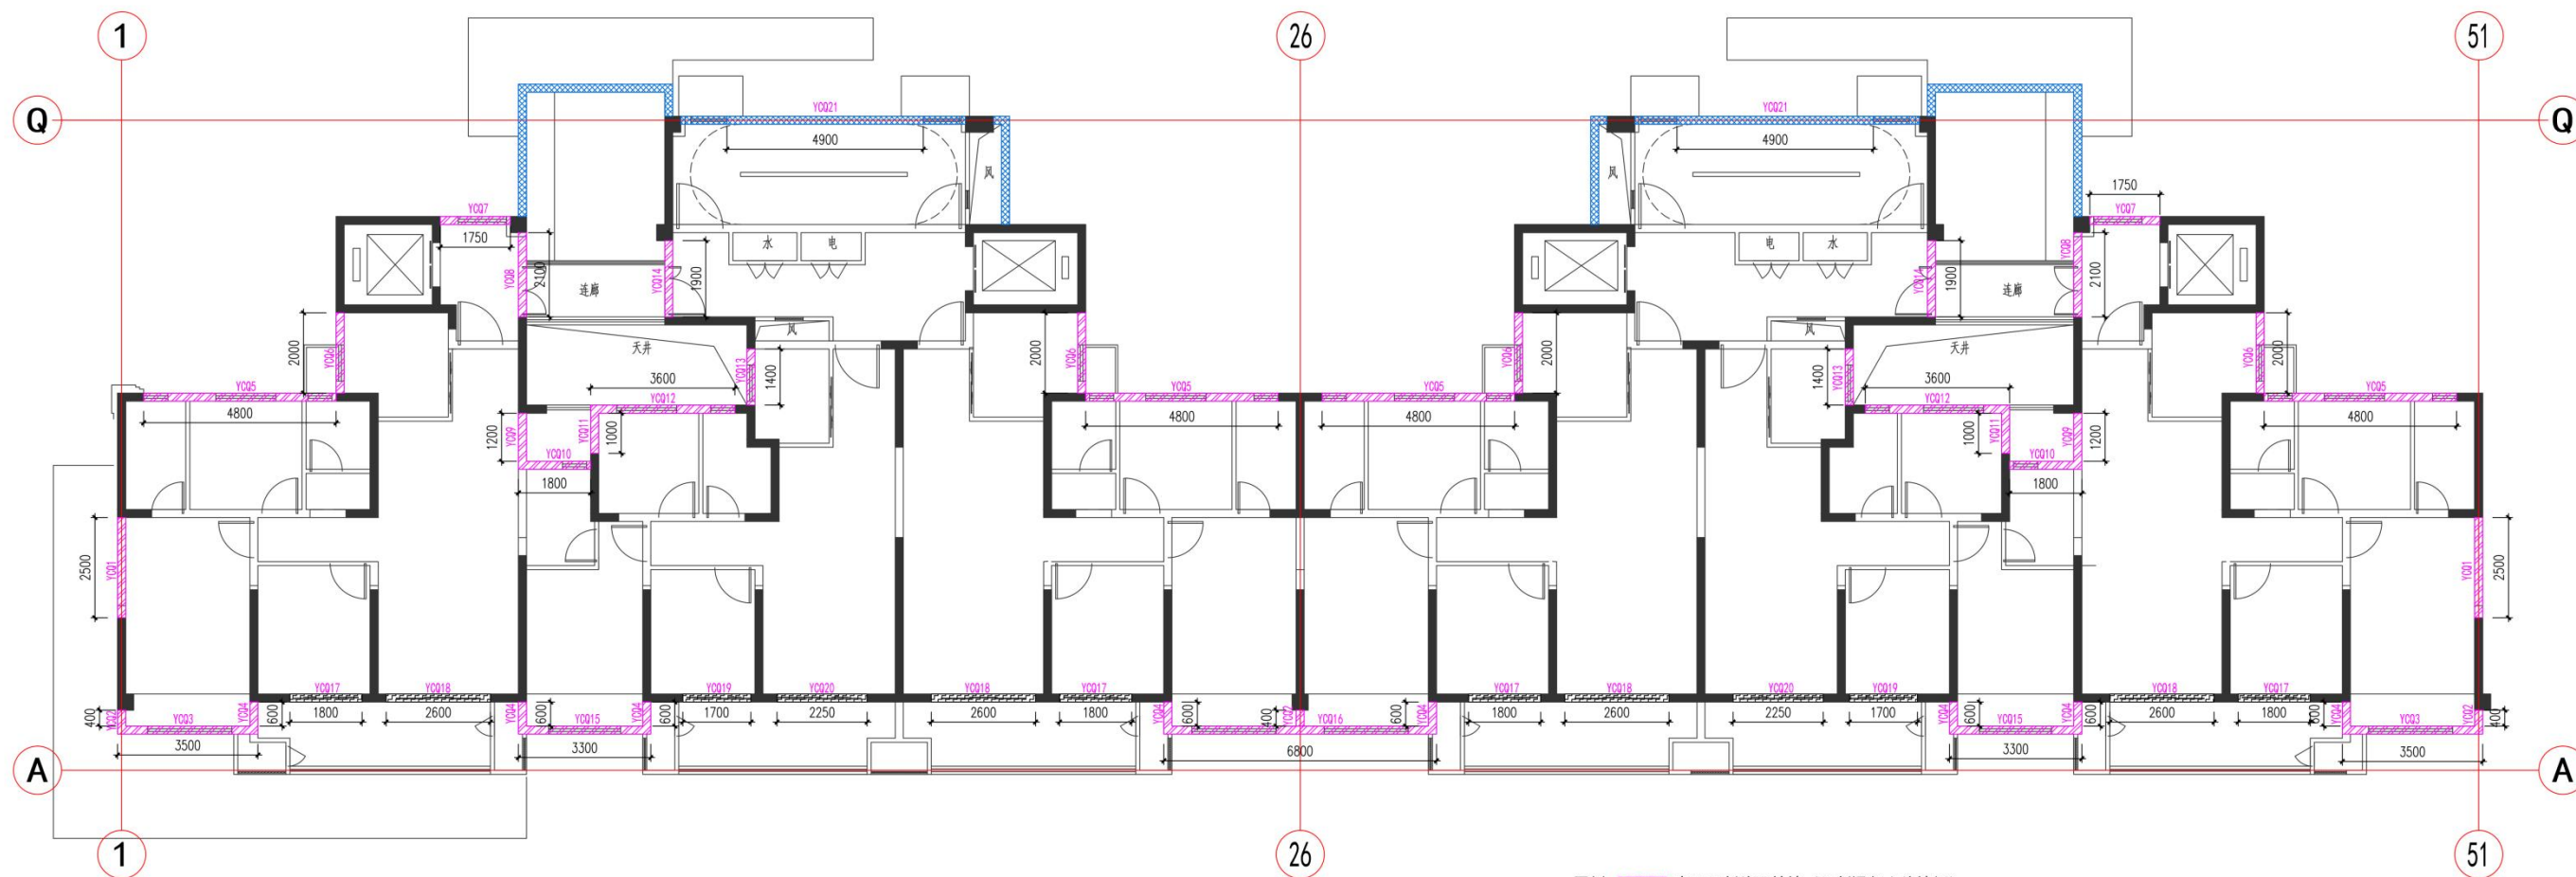 1
26
51
Q
YCQ21
YCQ21
Q
4900
4900
风
风
1750
YCQ7
YCQ7
1750
水
电
电
水
YCQ8
2100
连廊
YCQ14
1900
1900
连廊
YCQ8
2100
2000
YCQ6
天井
风
2000
YCQ6
YCQ6
2000
风
天井
YCQ6
2000
YCQ13
1400
1400
YCQ13
3600
3600
YCQ5
YCQ12
YCQ5
YCQ5
YCQ12
YCQ5
4800
4800
4800
4800
1200
YCQ9
YCQ11
1000
1000
YCQ11
YCQ9
1200
YCQ10
YCQ10
1800
1800
2500
YCQ1
YCQ1
2500
YCQ17
YCQ18
YCQ19
YCQ20
YCQ18
YCQ17
YCQ17
YCQ18
YCQ20
YCQ19
YCQ18
YCQ17
400
YCQ2
YCQ3
YCQ4
600
1800
2600
YCQ4
600
YCQ15
YCQ4
600
1700
2250
2600
1800
YCQ4
600
400
YCQ2
YCQ16
600
YCQ4
1800
2600
2250
1700
YCQ4
600
YCQ15
YCQ4
600
2600
1800
600
YCQ4
YCQ3
YCQ2
400
3500
3300
6800
3300
3500
A
A
1
26
51